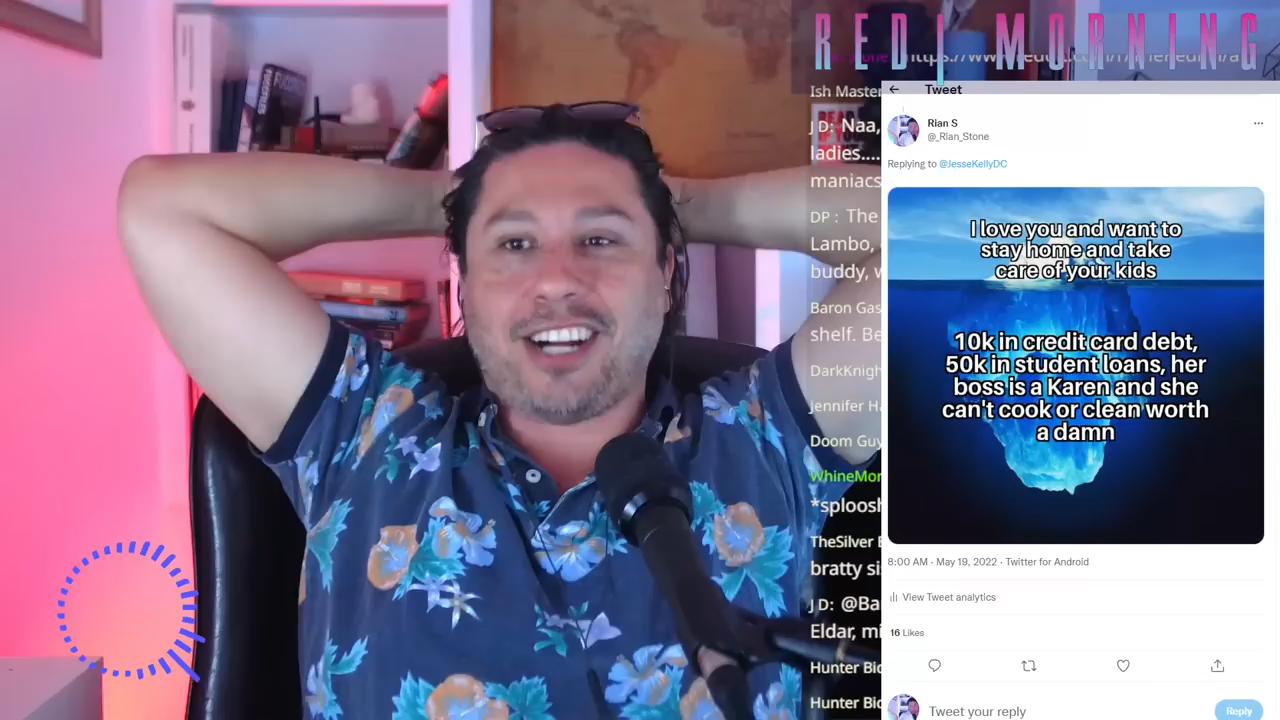 RED MORNING
Ish Master
J D: Naa,
ladies....
maniacs
DP : The
Lambo,
buddy,
Baron Gas
shelf. Be
DarkKnigh
Jennifer Ha
Doom Guy
WhineMor
*sploosh
TheSilver B
bratty sis
J D: @Ba
Eldar, mi
Hunter Bid
Hunter Bid
Tweet
Rian S
@_Rian_Stone
Replying to @JesseKellyDC
I love you and want to
stay home and take
care of your kids
10k in credit card debt,
50k in student loans, her
boss is a Karen and she
can't cook or clean worth
a damn
8:00 AM · May 19, 2022 · Twitter for Android
View Tweet analytics
16 Likes
Tweet your reply
Reply